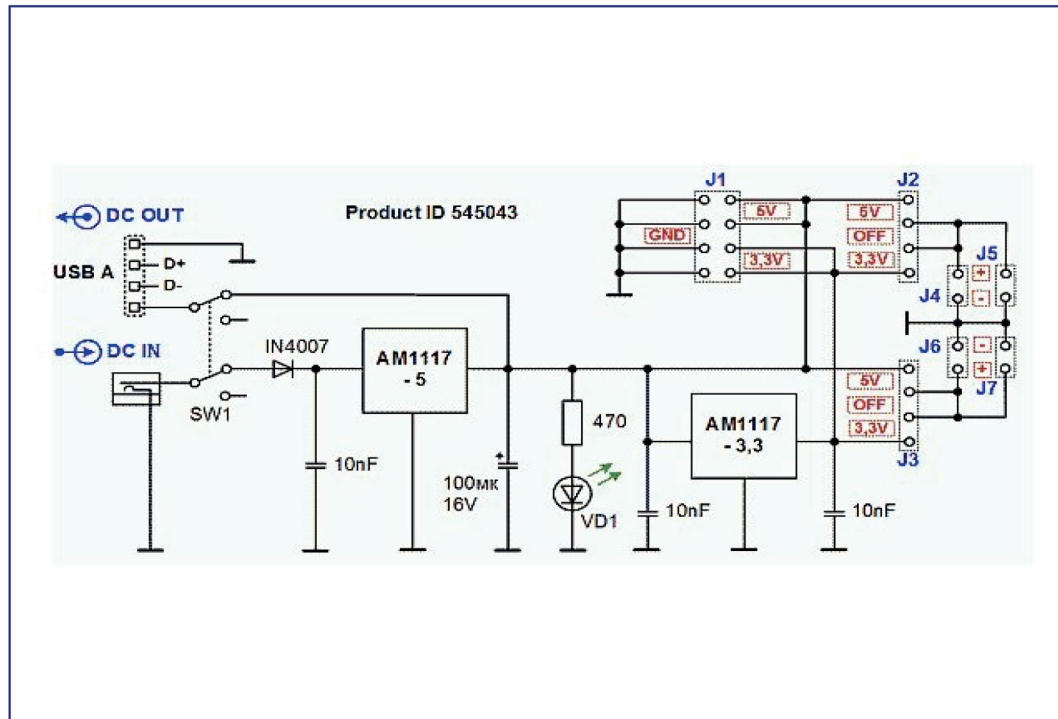 J1
J2
DC OUT
Product ID 545043
5V
5V
GND
OFF
USB A
D+
D-
3,3V
3,3V
J5
+
J4
-
DC IN
IN4007
AM1117
- 5
J6
-
+
J7
5V
OFF
3,3V
J3
SW1
470
AM1117
- 3,3
10nF
+
100мк
16V
VD1
10nF
10nF